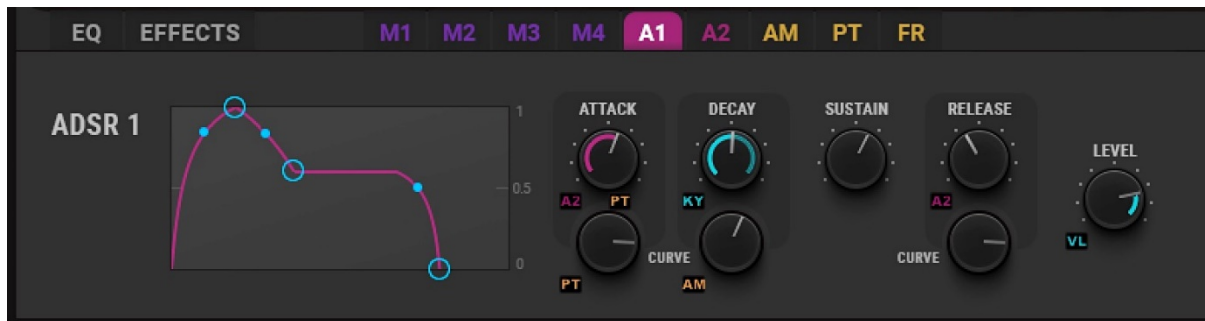 EQ EFFECTS M1 M2 M3 M4 A1 A2 AM PT FR
ADSR 1
1
0.5
0
ATTACK DECAY SUSTAIN RELEASE
LEVEL
A2 PT KY A2
VL
CURVE CURVE
PT AM